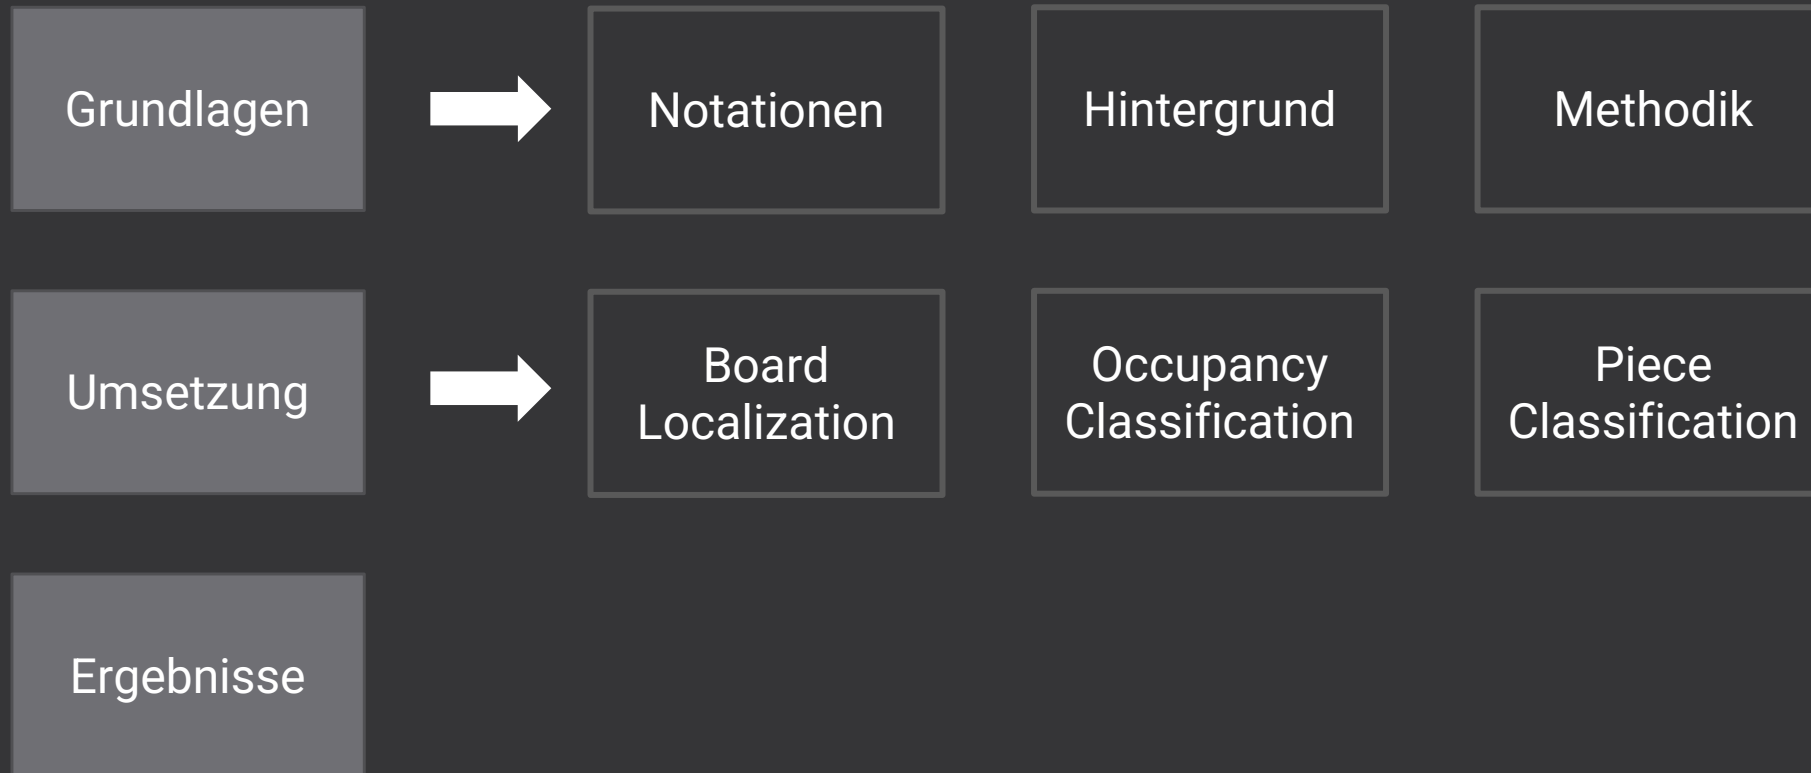 Grundlagen
Notationen
Hintergrund
Methodik
Umsetzung
Board
Localization
Occupancy
Classification
Piece
Classification
Ergebnisse